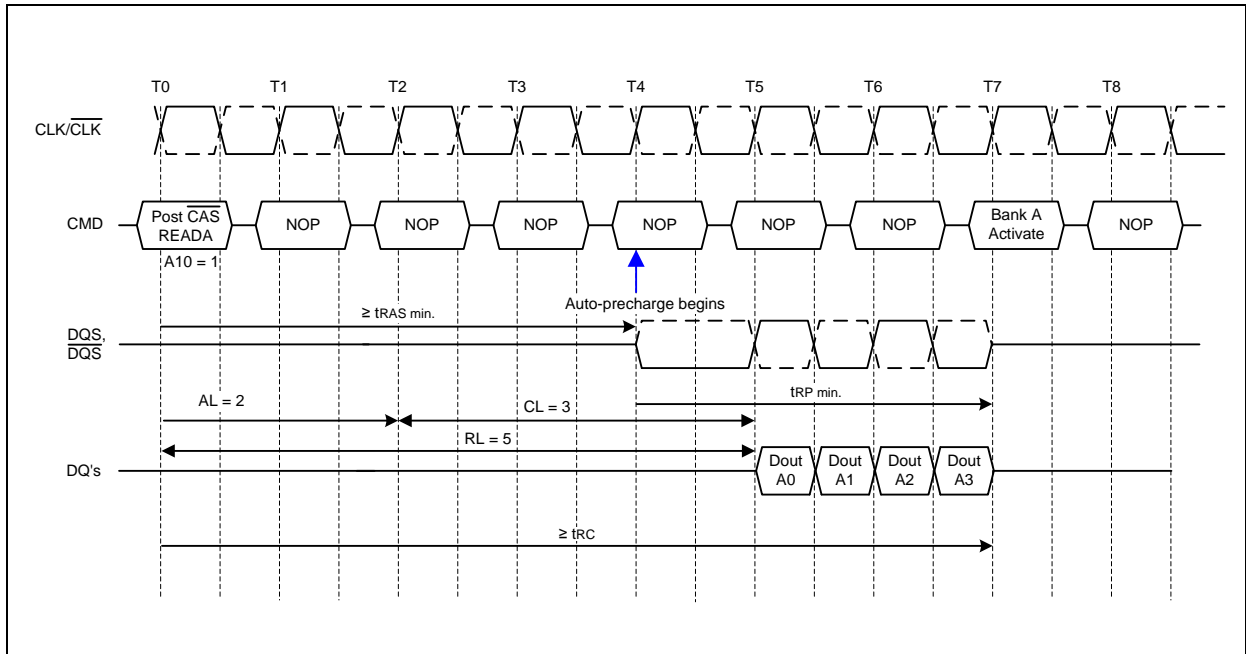 T0 T1 T2 T3 T4 T5 T6 T7 T8
CLK/CLK
CMD
Post CAS
READA
NOP
NOP
NOP
NOP
NOP
NOP
Bank A
Activate
NOP
A10 = 1
Auto-precharge begins
≥ tRAS min.
DQS,
DQS
tRP min.
AL = 2
CL = 3
RL = 5
DQ's
Dout
A0
Dout
A1
Dout
A2
Dout
A3
≥ tRC